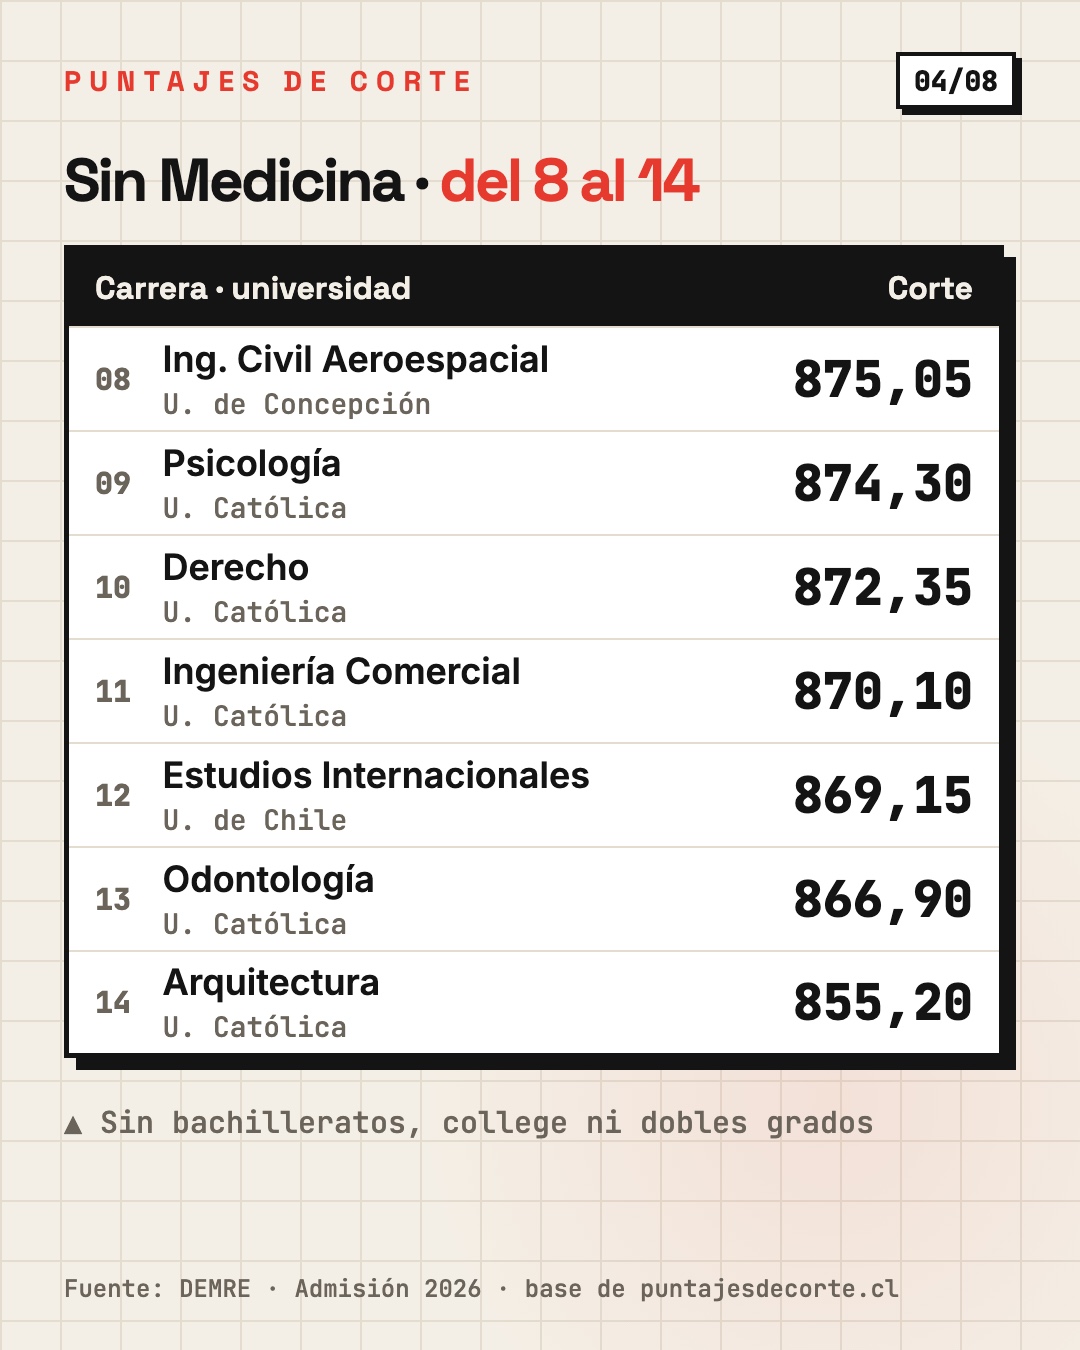 PUNTAJES DE CORTE
04/08
Sin Medicina · del 8 al 14
Carrera · universidad Corte
08 Ing. Civil Aeroespacial 875,05
U. de Concepción
09 Psicología 874,30
U. Católica
10 Derecho 872,35
U. Católica
11 Ingeniería Comercial 870,10
U. Católica
12 Estudios Internacionales 869,15
U. de Chile
13 Odontología 866,90
U. Católica
14 Arquitectura 855,20
U. Católica
▲ Sin bachilleratos, college ni dobles grados
Fuente: DEMRE · Admisión 2026 · base de puntajesdecorte.cl